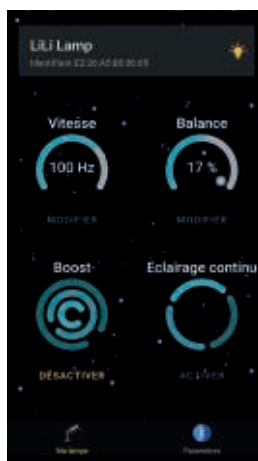 LiLi Lamp
Vitesse
Balance
100 Hz
17 %
MODIFIER
MODIFIER
Boost
Eclairage continu
DÉSACTIVER
ACTIVER
Ma lampe
Paramètres